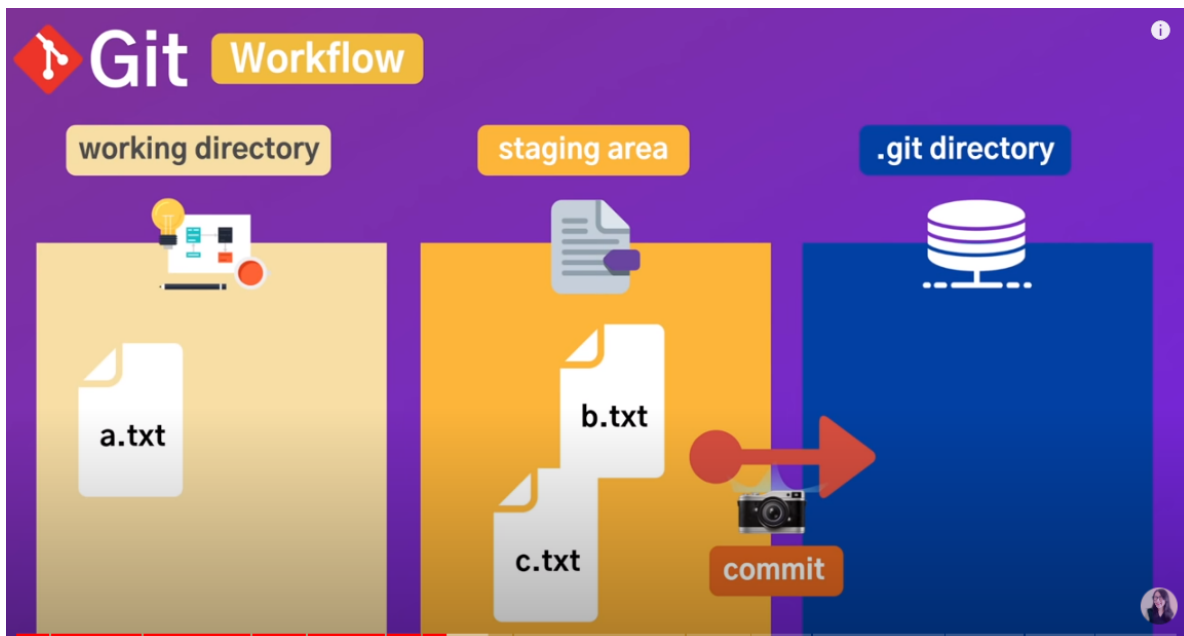 Git Workflow
working directory
staging area
.git directory
a.txt
b.txt
c.txt
commit